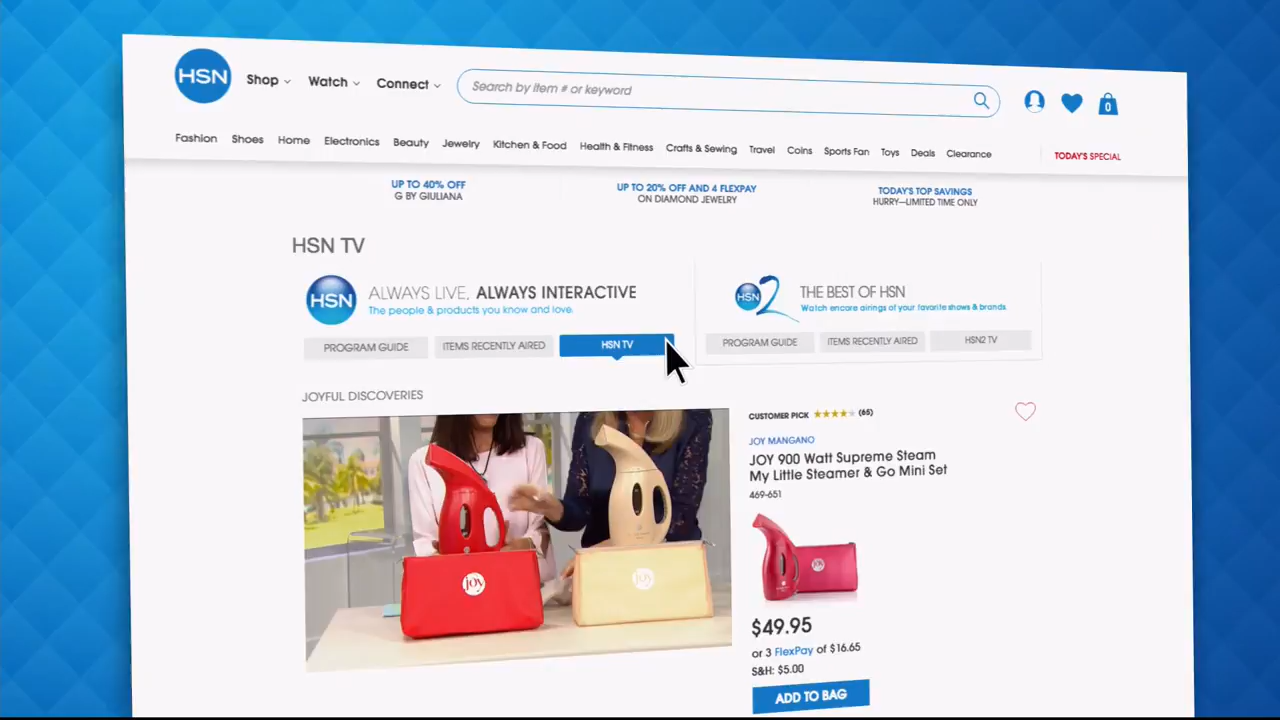 HSN
Shop
Watch
Connect
Search by item # or keyword
0
Fashion
Shoes
Home
Electronics
Beauty
Jewelry
Kitchen & Food
Health & Fitness
Crafts & Sewing
Travel
Coins
Sports Fan
Toys
Deals
Clearance
TODAY'S SPECIAL
UP TO 40% OFF
G BY GIULIANA
UP TO 20% OFF AND 4 FLEXPAY
ON DIAMOND JEWELRY
TODAY'S TOP SAVINGS
HURRY—LIMITED TIME ONLY
HSN TV
HSN
ALWAYS LIVE, ALWAYS INTERACTIVE
The people & products you know and love.
PROGRAM GUIDE
ITEMS RECENTLY AIRED
HSN TV
HSN2
THE BEST OF HSN
Watch encore airings of your favorite shows & brands.
PROGRAM GUIDE
ITEMS RECENTLY AIRED
HSN2 TV
JOYFUL DISCOVERIES
joy
joy
CUSTOMER PICK
(65)
JOY MANGANO
JOY 900 Watt Supreme Steam
My Little Steamer & Go Mini Set
469-651
joy
$49.95
or 3 FlexPay of $16.65
S&H: $5.00
ADD TO BAG